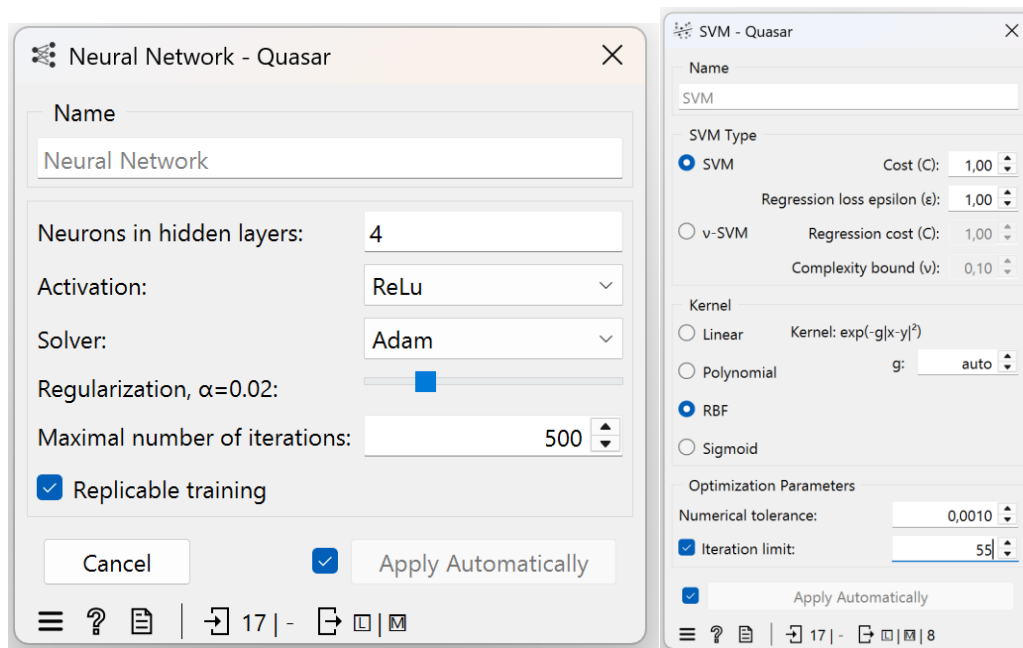 Neural Network - Quasar
Name
Neural Network
Neurons in hidden layers: 4
Activation: ReLu
Solver: Adam
Regularization, α=0.02:
Maximal number of iterations: 500
Replicable training
Cancel Apply Automatically
17 | - L | M
SVM - Quasar
Name
SVM
SVM Type
SVM Cost (C): 1,00
Regression loss epsilon (ε): 1,00
ν-SVM Regression cost (C): 1,00
Complexity bound (ν): 0,10
Kernel
Linear Kernel: exp(-g|x-y|²)
g: auto
Polynomial
RBF
Sigmoid
Optimization Parameters
Numerical tolerance: 0,0010
Iteration limit: 55
Apply Automatically
17 | - L | M | 8